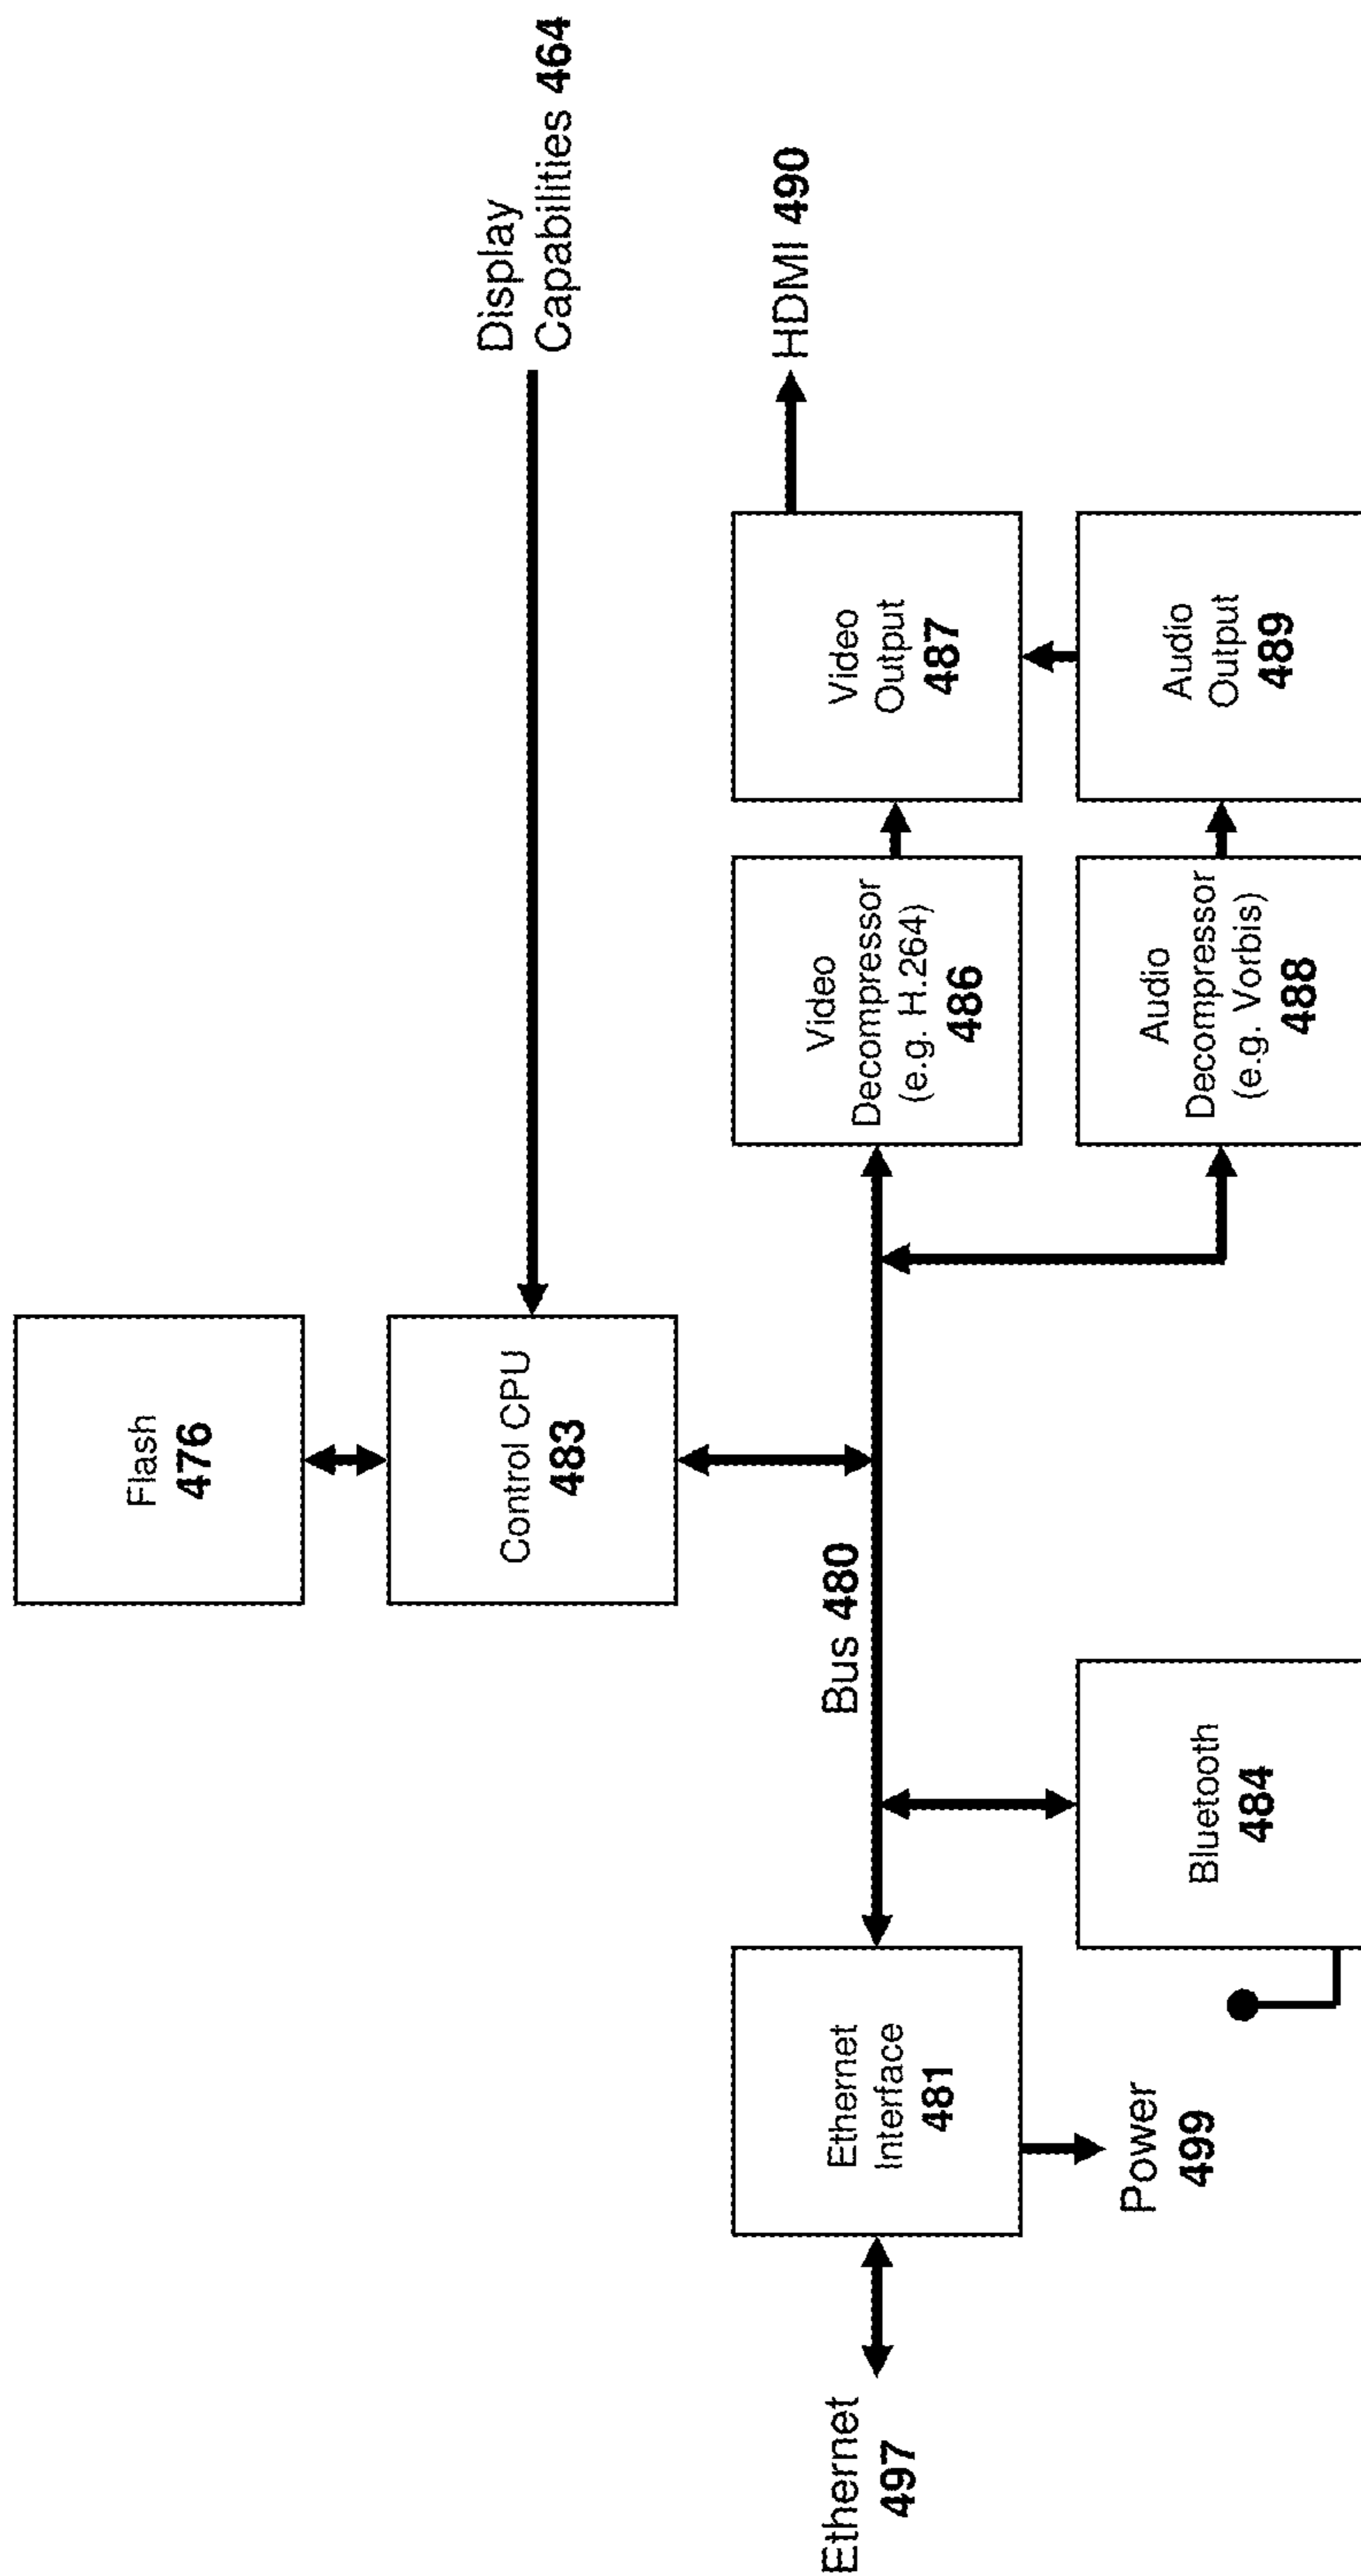 Flash
476
Control CPU
483
Display
Capabilities 464
Bus 480
Ethernet
497
Ethernet
Interface
481
Power
499
Bluetooth
484
Video
Decompressor
(e.g. H.264)
486
Video
Output
487
HDMI 490
Audio
Decompressor
(e.g. Vorbis)
488
Audio
Output
489